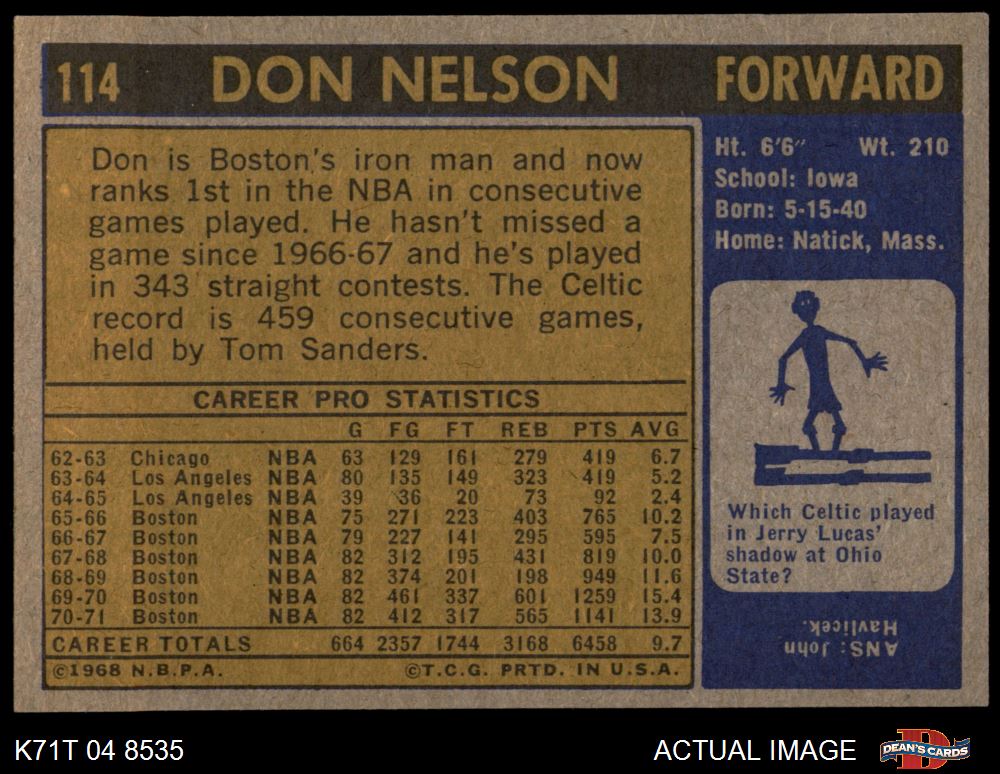 114 DON NELSON FORWARD
Don is Boston's iron man and now
ranks 1st in the NBA in consecutive
games played. He hasn't missed a
game since 1966-67 and he's played
in 343 straight contests. The Celtic
record is 459 consecutive games,
held by Tom Sanders.
CAREER PRO STATISTICS
G FG FT REB PTS AVG
62-63 Chicago NBA 63 129 161 279 419 6.7
63-64 Los Angeles NBA 80 135 149 323 419 5.2
64-65 Los Angeles NBA 39 36 20 73 92 2.4
65-66 Boston NBA 75 271 223 403 765 10.2
66-67 Boston NBA 79 227 141 295 595 7.5
67-68 Boston NBA 82 312 195 431 819 10.0
68-69 Boston NBA 82 374 201 198 949 11.6
69-70 Boston NBA 82 461 337 601 1259 15.4
70-71 Boston NBA 82 412 317 565 1141 13.9
CAREER TOTALS 664 2357 1744 3168 6458 9.7
©1968 N.B.P.A. ©T.C.G. PRTD. IN U.S.A.
Ht. 6'6" Wt. 210
School: Iowa
Born: 5-15-40
Home: Natick, Mass.
Which Celtic played
in Jerry Lucas'
shadow at Ohio
State?
ANS: John
Havlicek.
K71T 04 8535 ACTUAL IMAGE DEAN'S CARDS